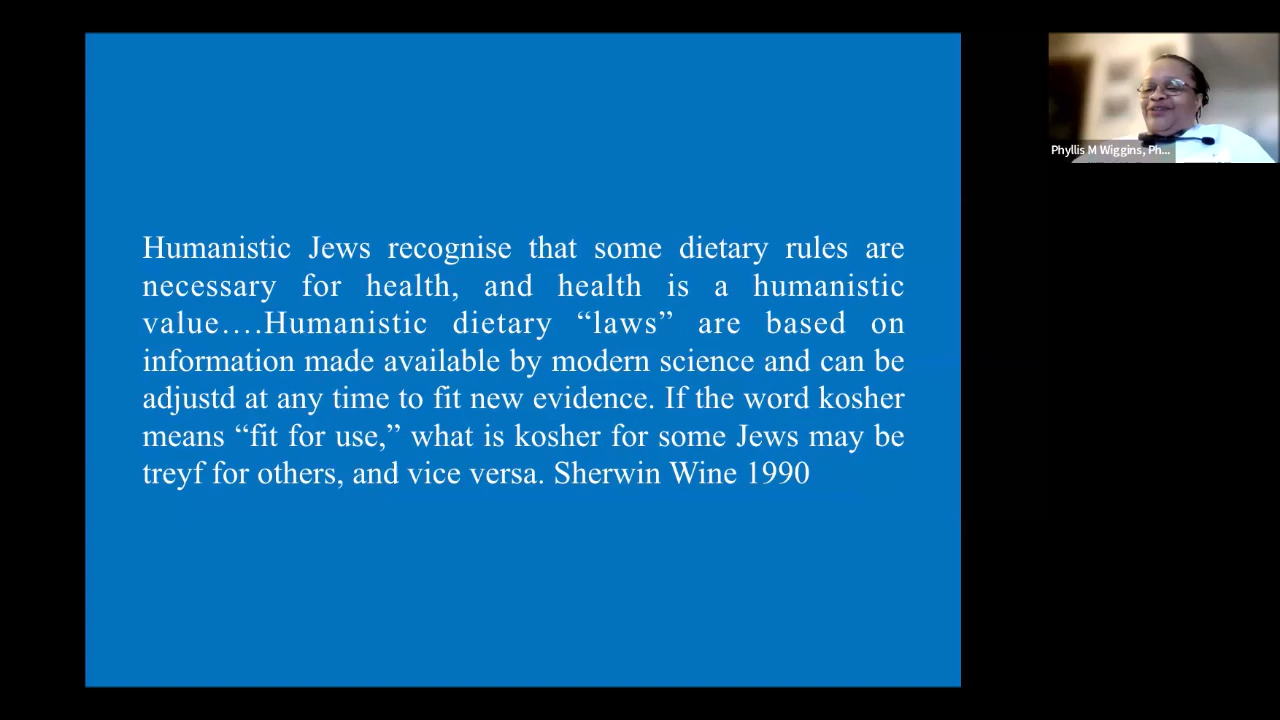 Humanistic Jews recognise that some dietary rules are
necessary for health, and health is a humanistic
value….Humanistic dietary “laws” are based on
information made available by modern science and can be
adjustd at any time to fit new evidence. If the word kosher
means “fit for use,” what is kosher for some Jews may be
treyf for others, and vice versa. Sherwin Wine 1990
Phyllis M Wiggins, Ph...